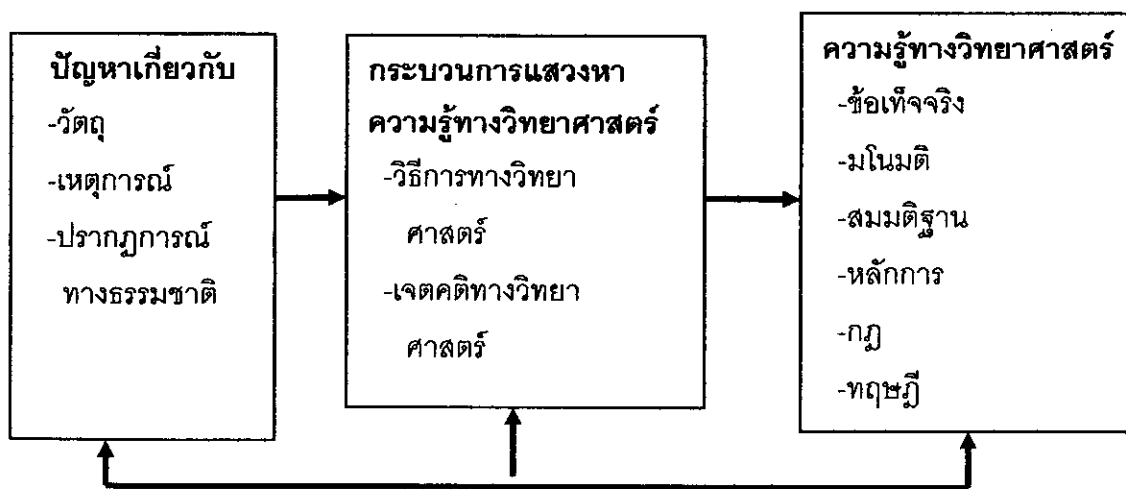 ปัญหาเกี่ยวกับ
-วัตถุ
-เหตุการณ์
-ปรากฏการณ์
ทางธรรมชาติ
กระบวนการแสวงหา
ความรู้ทางวิทยาศาสตร์
-วิธีการทางวิทยา
ศาสตร์
-เจตคติทางวิทยา
ศาสตร์
ความรู้ทางวิทยาศาสตร์
-ข้อเท็จจริง
-มโนมติ
-สมมติฐาน
-หลักการ
-กฎ
-ทฤษฎี